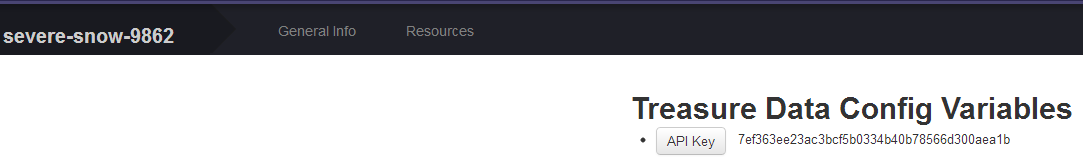 severe-snow-9862 General Info Resources
Treasure Data Config Variables
API Key 7ef363ee23ac3bcf5b0334b40b78566d300aea1b